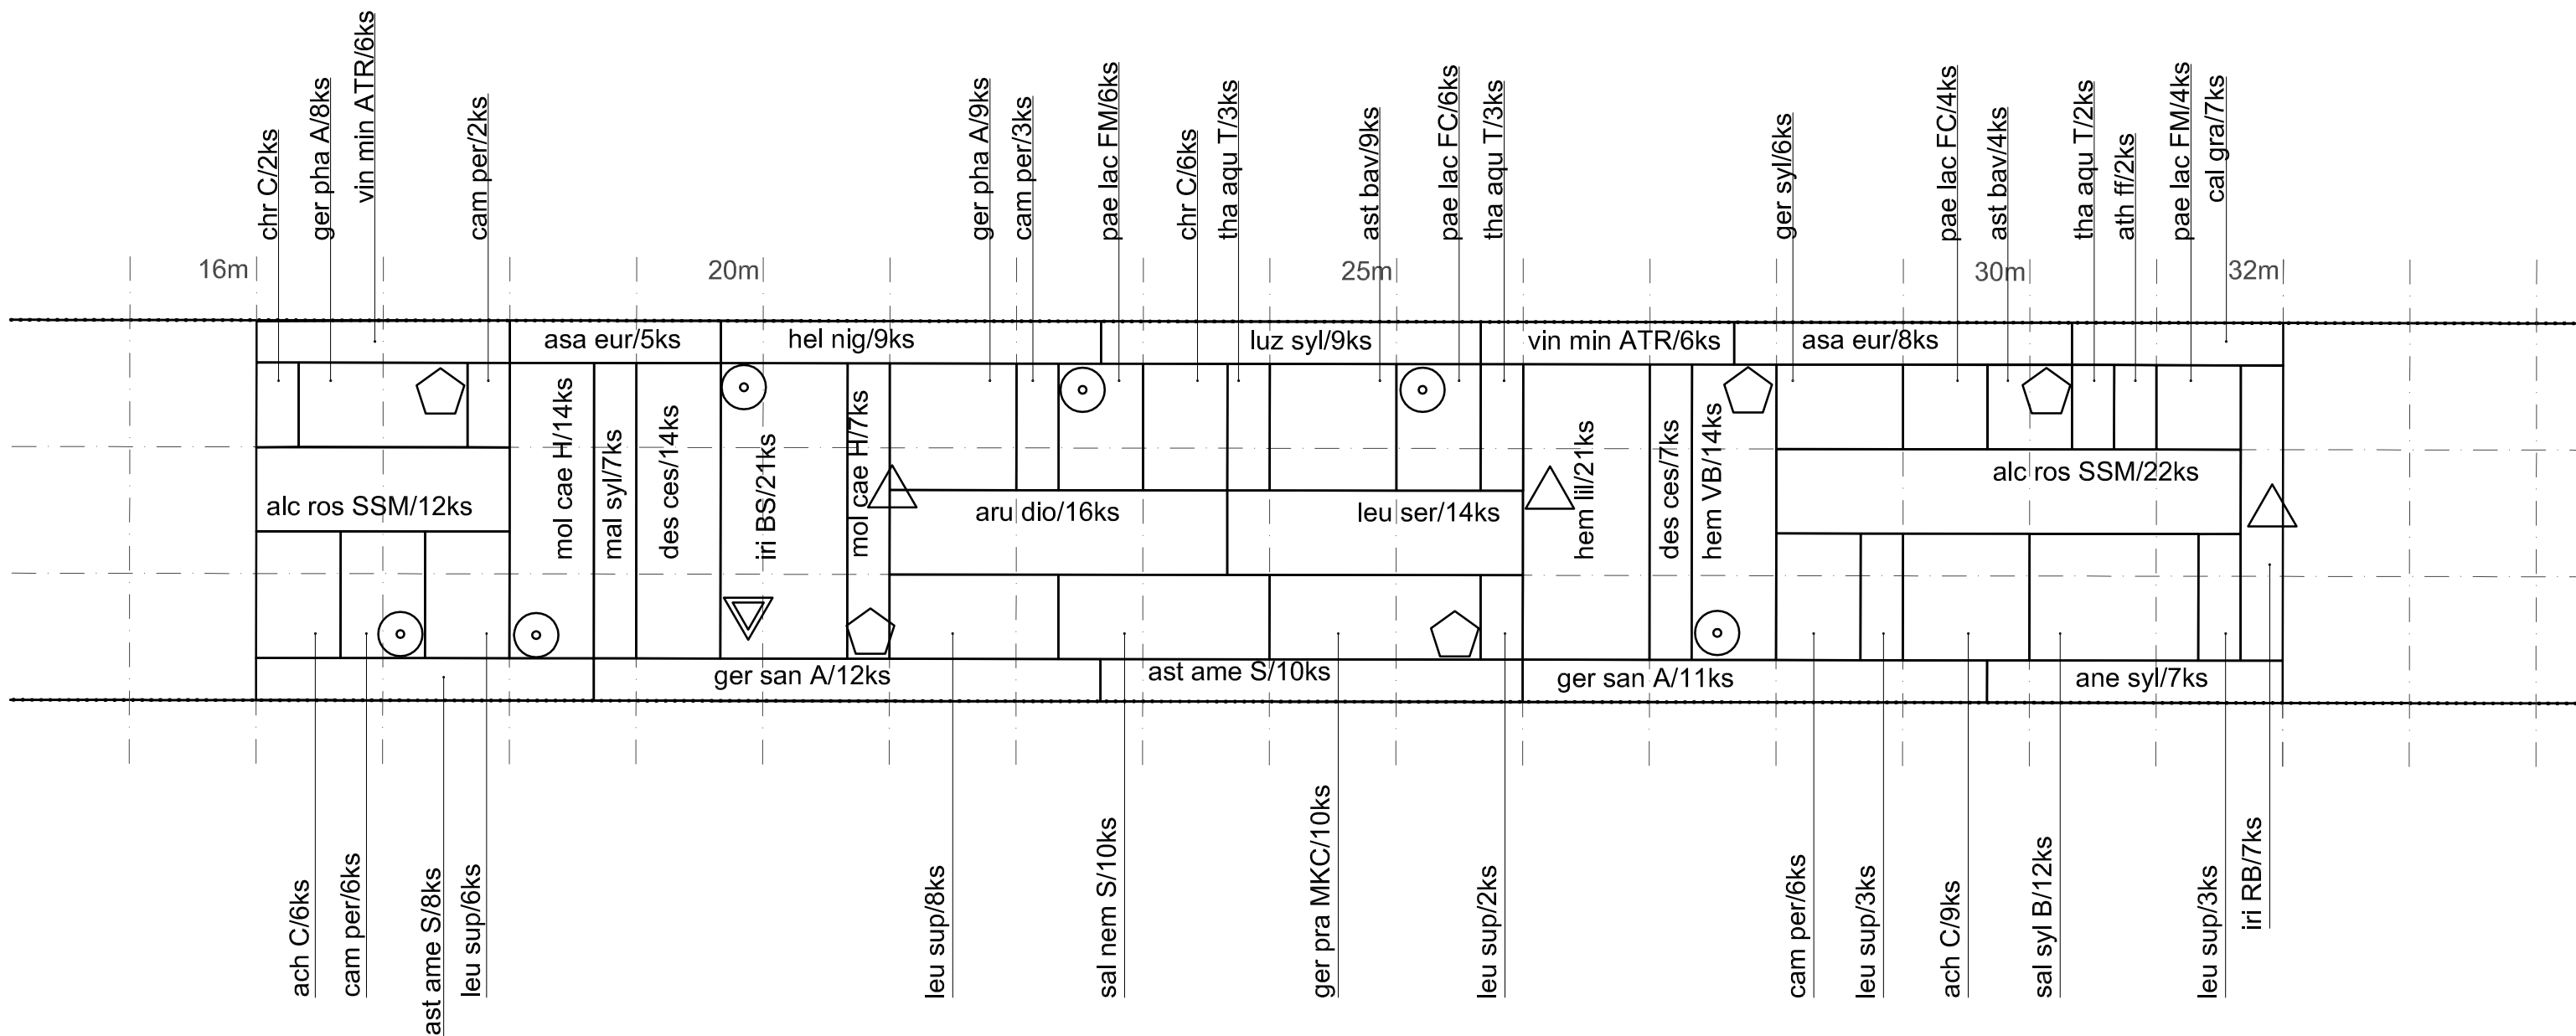 chr C/2ks
ger pha A/8ks
vin min ATR/6ks
cam per/2ks
ger pha A/9ks
cam per/3ks
pae lac FM/6ks
chr C/6ks
tha aqu T/3ks
ast bav/9ks
pae lac FC/6ks
tha aqu T/3ks
ger syl/6ks
pae lac FC/4ks
ast bav/4ks
tha aqu T/2ks
ath ff/2ks
pae lac FM/4ks
cal gra/7ks
16m
20m
25m
30m
32m
asa eur/5ks
hel nig/9ks
luz syl/9ks
vin min ATR/6ks
asa eur/8ks
alc ros SSM/12ks
mol cae H/14ks
mal syl/7ks
des ces/14ks
iri BS/21ks
mol cae H/7ks
aru dio/16ks
leu ser/14ks
hem lil/21ks
des ces/7ks
hem VB/14ks
alc ros SSM/22ks
ger san A/12ks
ast ame S/10ks
ger san A/11ks
ane syl/7ks
ach C/6ks
cam per/6ks
ast ame S/8ks
leu sup/6ks
leu sup/8ks
sal nem S/10ks
ger pra MKC/10ks
leu sup/2ks
cam per/6ks
leu sup/3ks
ach C/9ks
sal syl B/12ks
leu sup/3ks
iri RB/7ks